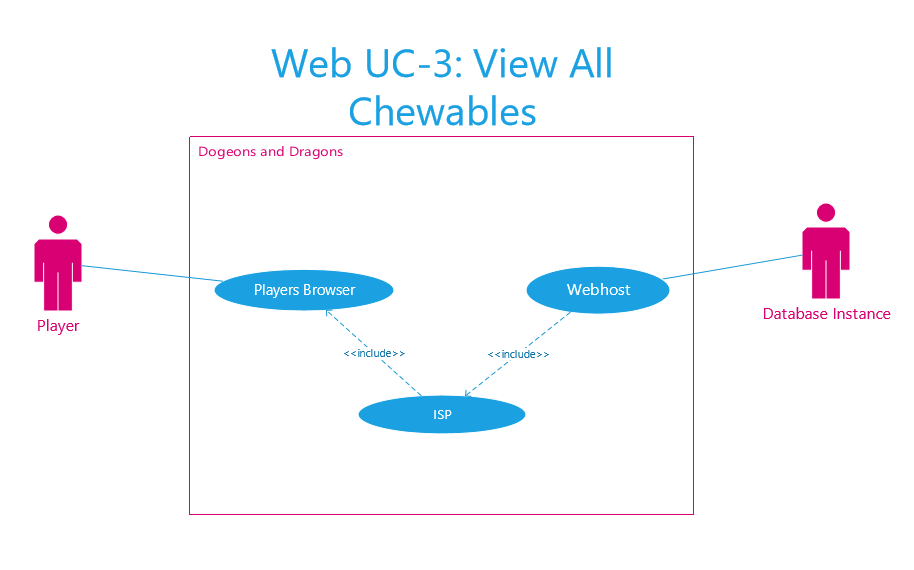 Web UC-3: View All
Chewables
Dogeons and Dragons
Players Browser
Webhost
Player
Database Instance
<<include>>
<<include>>
ISP